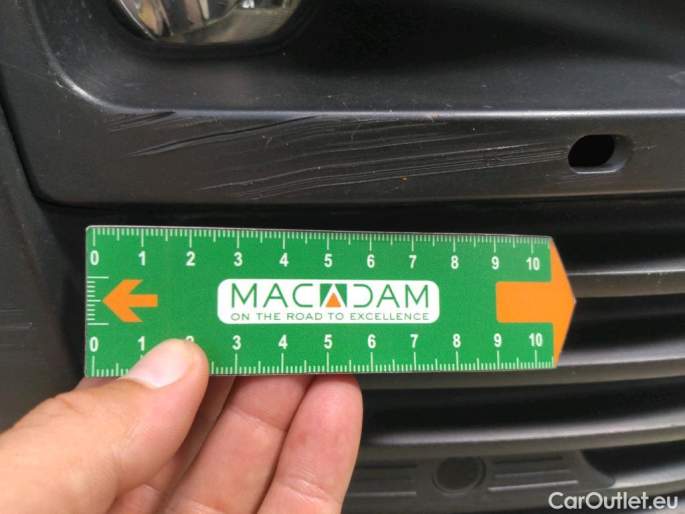 0 1 2 3 4 5 6 7 8 9 10
MACADAM
ON THE ROAD TO EXCELLENCE
0 1 2 3 4 5 6 7 8 9 10
CarOutlet.eu